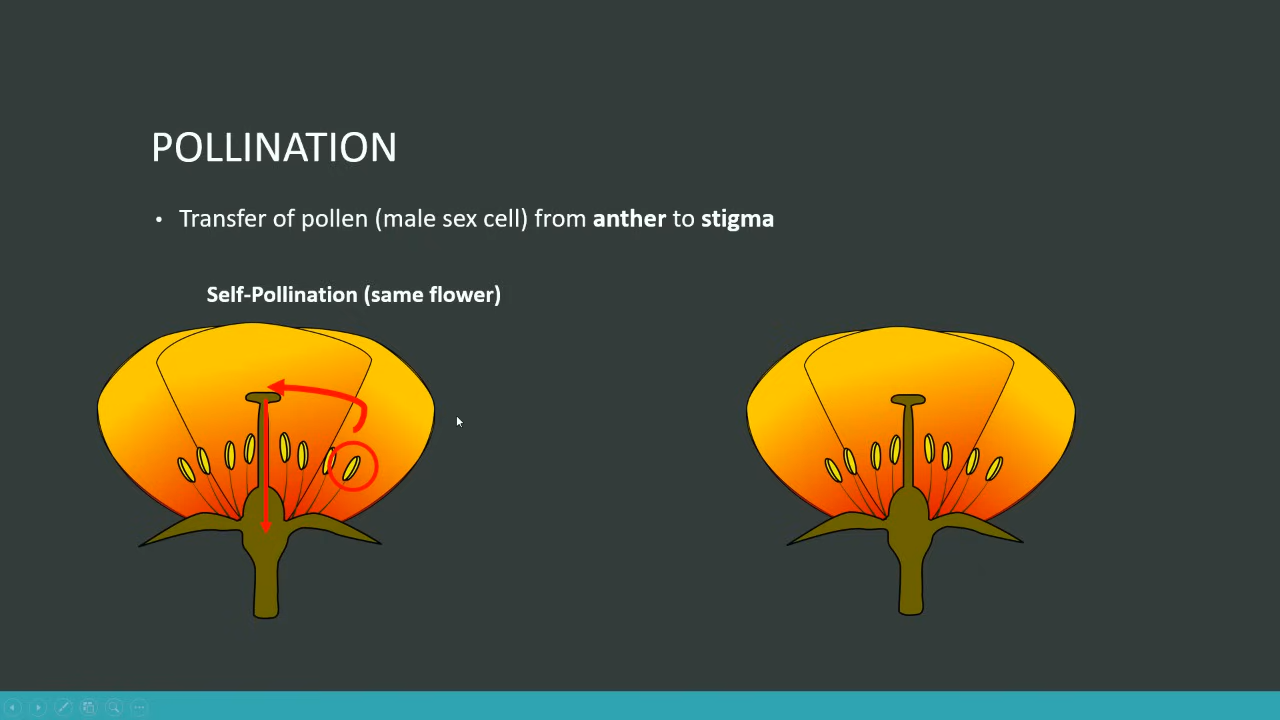 POLLINATION
• Transfer of pollen (male sex cell) from anther to stigma
Self-Pollination (same flower)